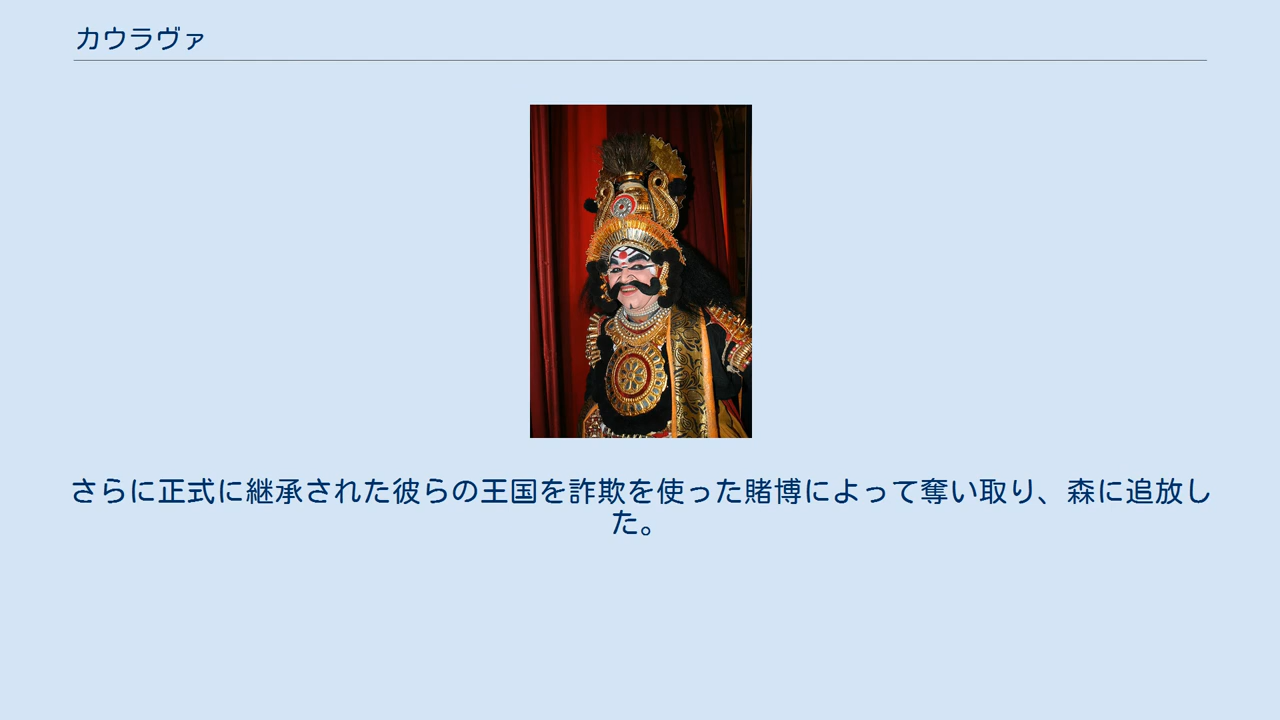 カウラヴァ
さらに正式に継承された彼らの王国を詐欺を使った賭博によって奪い取り、森に追放し
た。